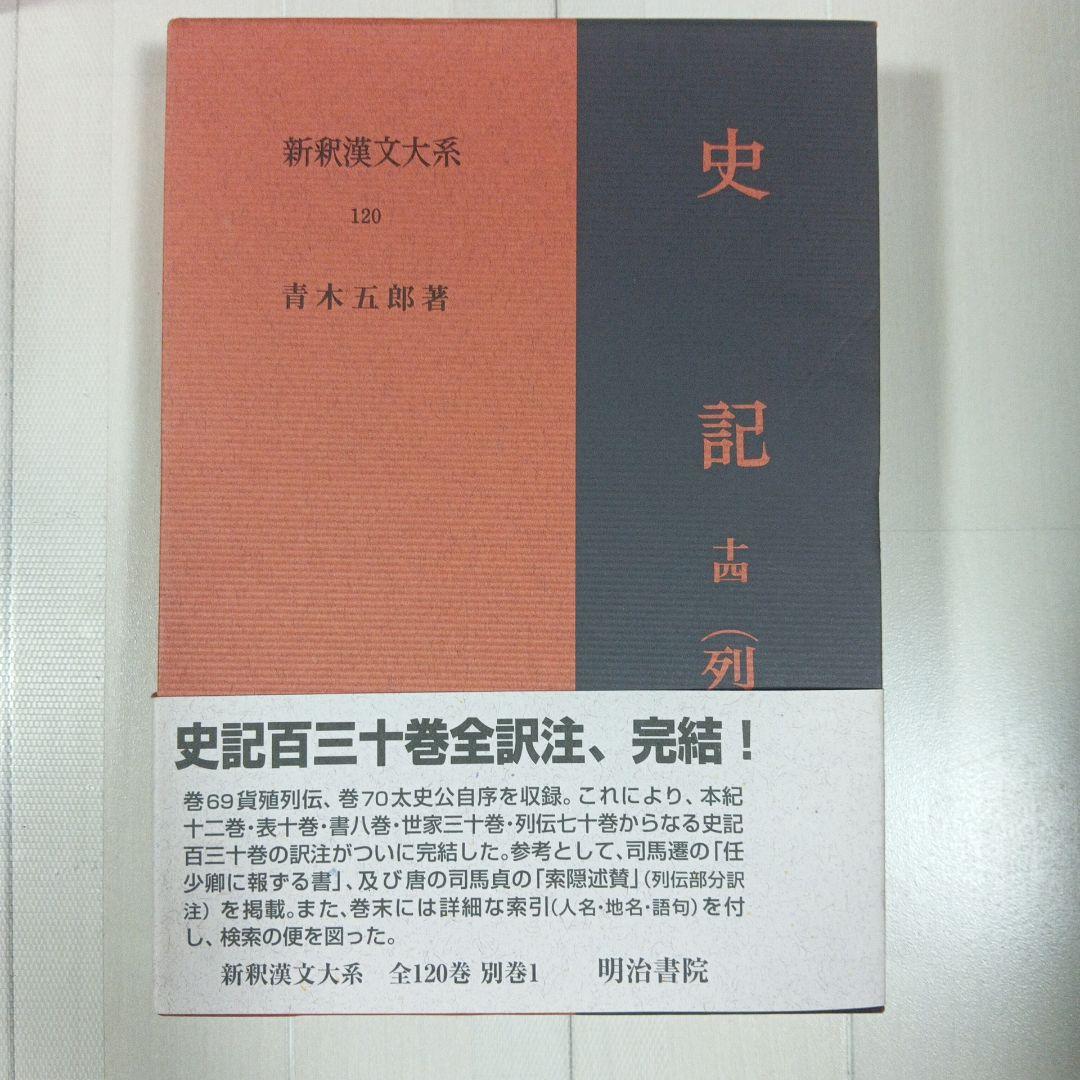 新釈漢文大系
120
青木五郎著
史記 十四 (列
史記百三十巻全訳注、完結!
巻69貨殖列伝、巻70太史公自序を収録。これにより、本紀
十二巻・表十巻・書八巻・世家三十巻・列伝七十巻からなる史記
百三十巻の訳注がついに完結した。参考として、司馬遷の「任
少卿に報ずる書」、及び唐の司馬貞の「索隠述賛」(列伝部分訳
注)を掲載。また、巻末には詳細な索引(人名・地名・語句)を付
し、検索の便を図った。
新釈漢文大系 全120巻 別巻1 明治書院